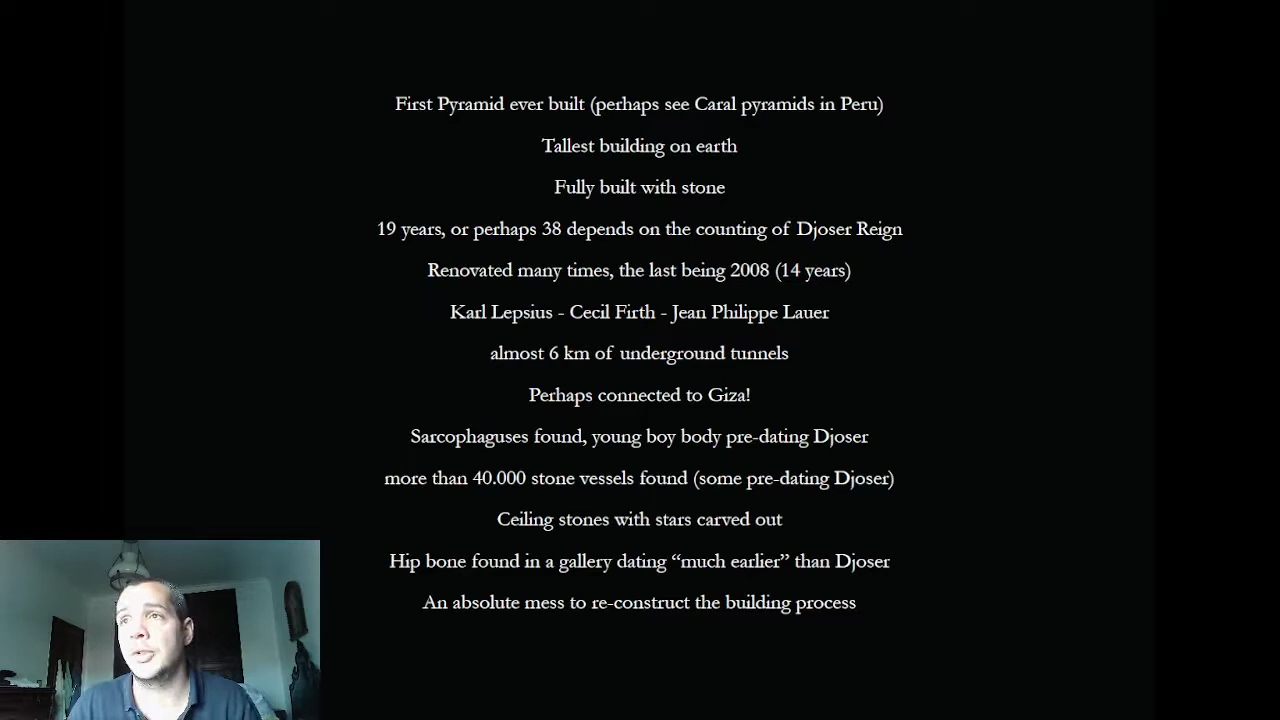 First Pyramid ever built (perhaps see Caral pyramids in Peru)
Tallest building on earth
Fully built with stone
19 years, or perhaps 38 depends on the counting of Djoser Reign
Renovated many times, the last being 2008 (14 years)
Karl Lepsius - Cecil Firth - Jean Philippe Lauer
almost 6 km of underground tunnels
Perhaps connected to Giza!
Sarcophaguses found, young boy body pre-dating Djoser
more than 40.000 stone vessels found (some pre-dating Djoser)
Ceiling stones with stars carved out
Hip bone found in a gallery dating “much earlier” than Djoser
An absolute mess to re-construct the building process